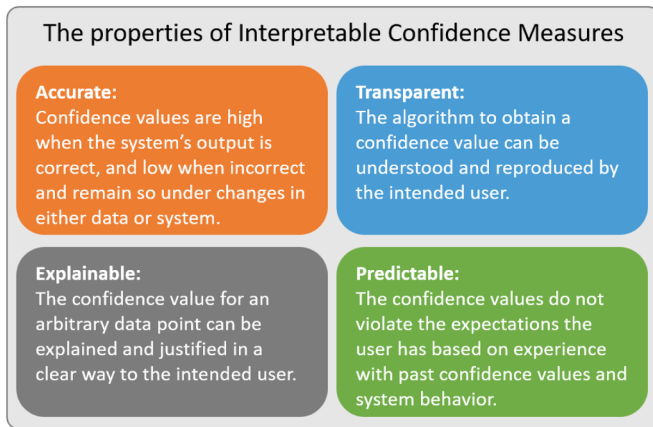 The properties of Interpretable Confidence Measures
Accurate:
Confidence values are high
when the system's output is
correct, and low when incorrect
and remain so under changes in
either data or system.
Transparent:
The algorithm to obtain a
confidence value can be
understood and reproduced by
the intended user.
Explainable:
The confidence value for an
arbitrary data point can be
explained and justified in a
clear way to the intended user.
Predictable:
The confidence values do not
violate the expectations the
user has based on experience
with past confidence values and
system behavior.